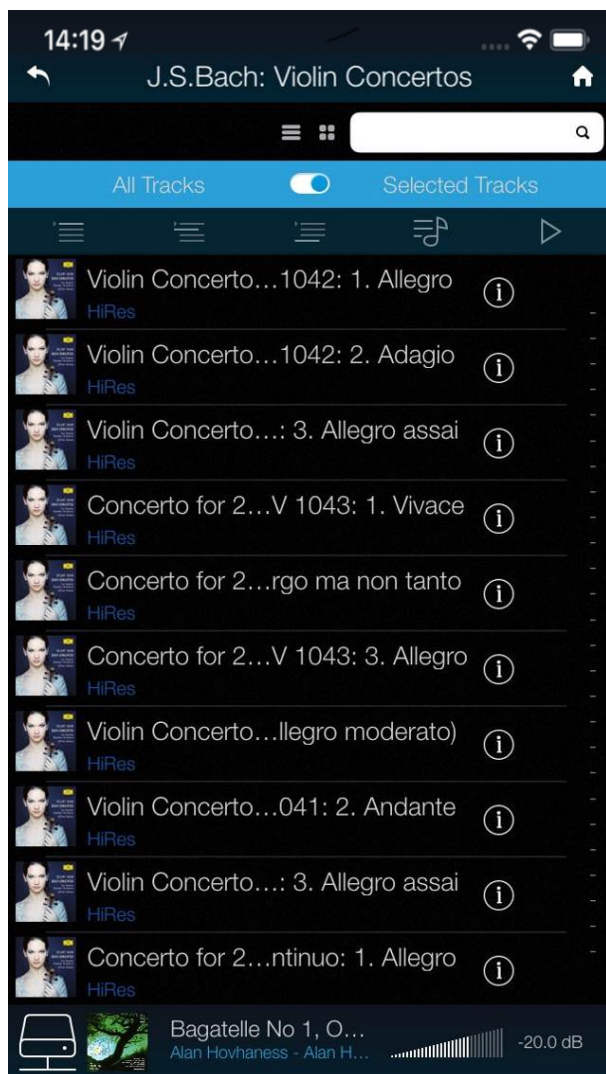 14:19
J.S.Bach: Violin Concertos
All Tracks
Selected Tracks
Violin Concerto...1042: 1. Allegro
HiRes
Violin Concerto...1042: 2. Adagio
HiRes
Violin Concerto...: 3. Allegro assai
HiRes
Concerto for 2...V 1043: 1. Vivace
HiRes
Concerto for 2...rgo ma non tanto
HiRes
Concerto for 2...V 1043: 3. Allegro
HiRes
Violin Concerto...llegro moderato)
HiRes
Violin Concerto...041: 2. Andante
HiRes
Violin Concerto...: 3. Allegro assai
HiRes
Concerto for 2...ntinuo: 1. Allegro
HiRes
Bagatelle No 1, O...
-20.0 dB
Alan Hovhaness - Alan H...